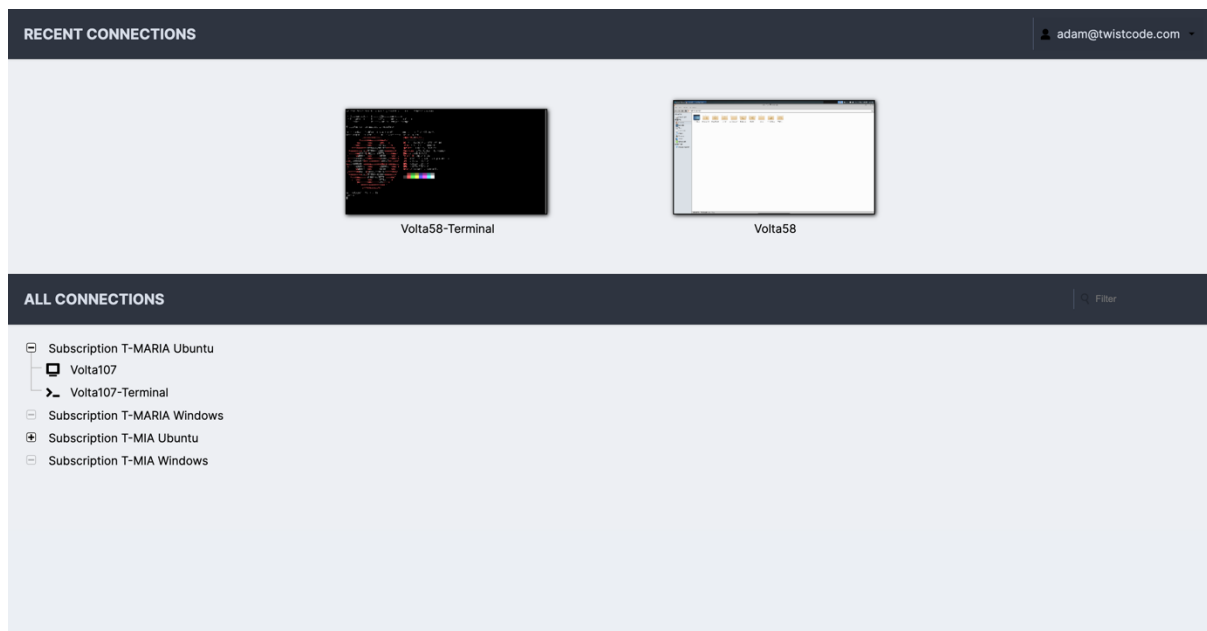 RECENT CONNECTIONS
adam@twistcode.com
Volta58-Terminal
Volta58
ALL CONNECTIONS
Filter
Subscription T-MARIA Ubuntu
Volta107
Volta107-Terminal
Subscription T-MARIA Windows
Subscription T-MIA Ubuntu
Subscription T-MIA Windows